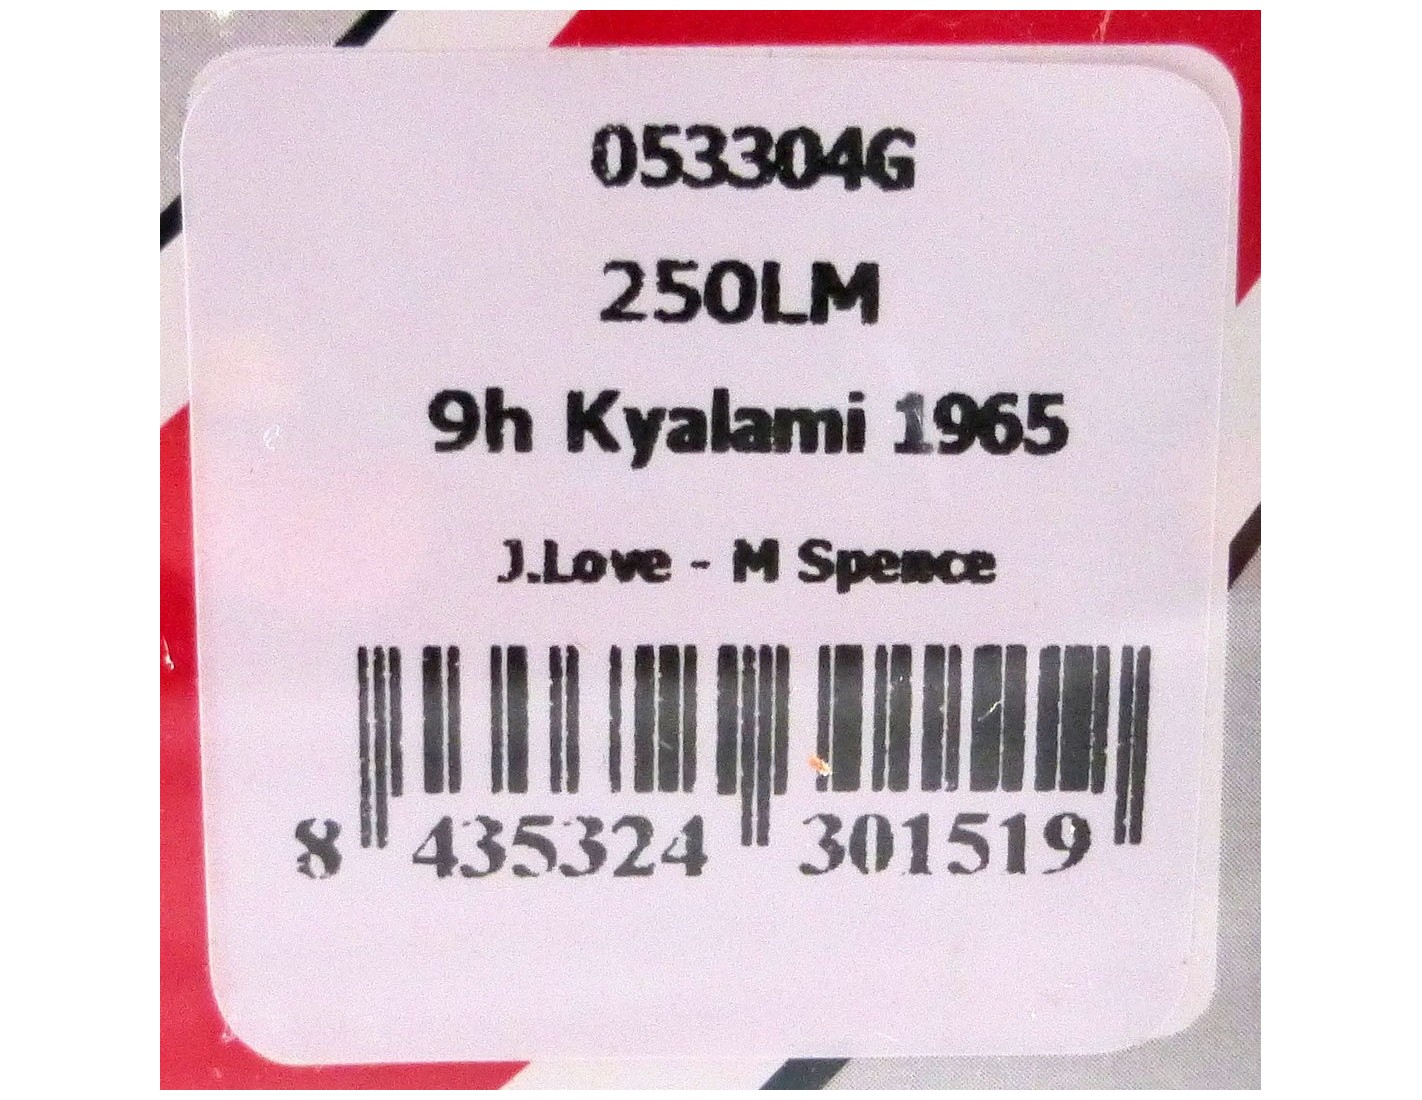 053304G
250LM
9h Kyalami 1965
J.Love - M Spence
8 435324 301519